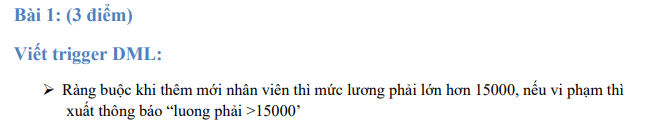 Bài 1: (3 điểm)
Viết trigger DML:
➢ Ràng buộc khi thêm mới nhân viên thì mức lương phải lớn hơn 15000, nếu vi phạm thì
xuất thông báo “luong phải >15000’